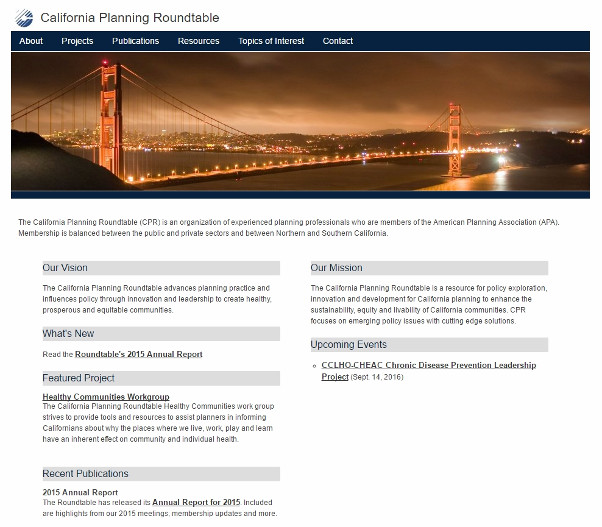 California Planning Roundtable
About Projects Publications Resources Topics of Interest Contact
The California Planning Roundtable (CPR) is an organization of experienced planning professionals who are members of the American Planning Association (APA).
Membership is balanced between the public and private sectors and between Northern and Southern California.
Our Vision
The California Planning Roundtable advances planning practice and
influences policy through innovation and leadership to create healthy,
prosperous and equitable communities.
What's New
Read the Roundtable's 2015 Annual Report
Featured Project
Healthy Communities Workgroup
The California Planning Roundtable Healthy Communities work group
strives to provide tools and resources to assist planners in informing
Californians about why the places where we live, work, play and learn
have an inherent effect on community and individual health.
Recent Publications
2015 Annual Report
The Roundtable has released its Annual Report for 2015. Included
are highlights from our 2015 meetings, membership updates and more.
Our Mission
The California Planning Roundtable is a resource for policy exploration,
innovation and development for California planning to enhance the
sustainability, equity and livability of California communities. CPR
focuses on emerging policy issues with cutting edge solutions.
Upcoming Events
CCLHO-CHEAC Chronic Disease Prevention Leadership
Project (Sept. 14, 2016)